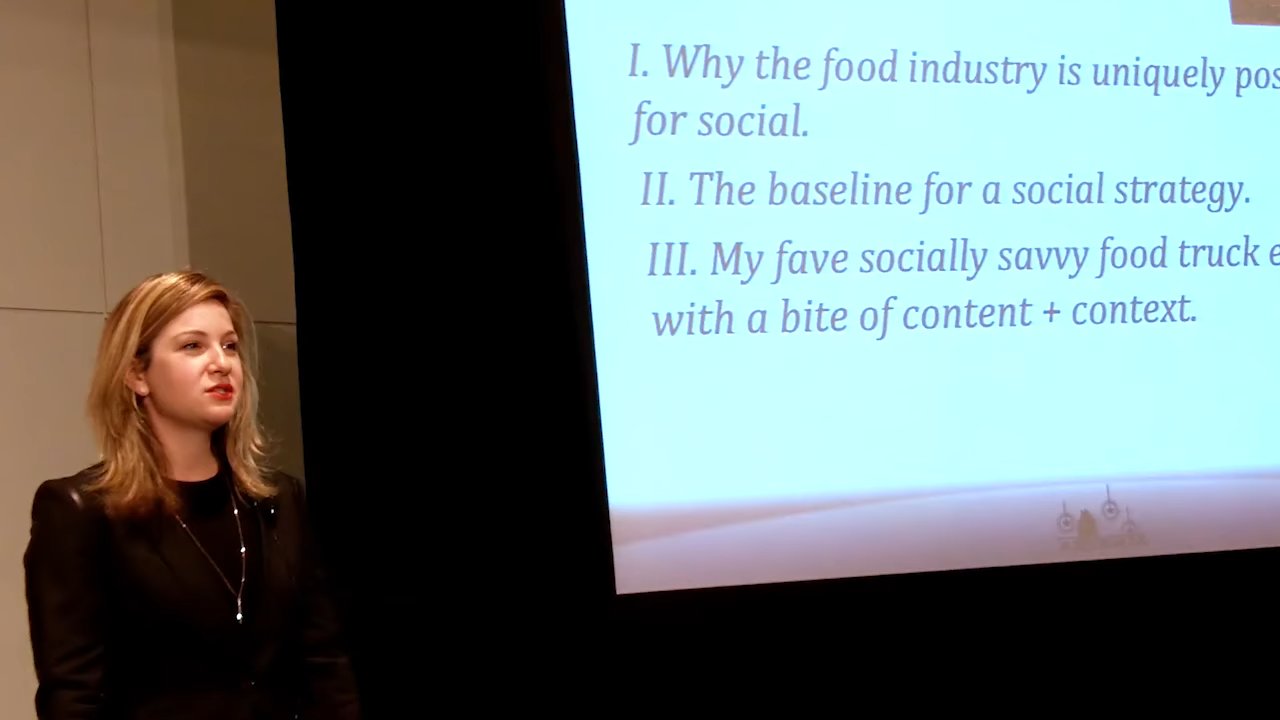 I. Why the food industry is uniquely pos
for social.
II. The baseline for a social strategy.
III. My fave socially savvy food truck e
with a bite of content + context.